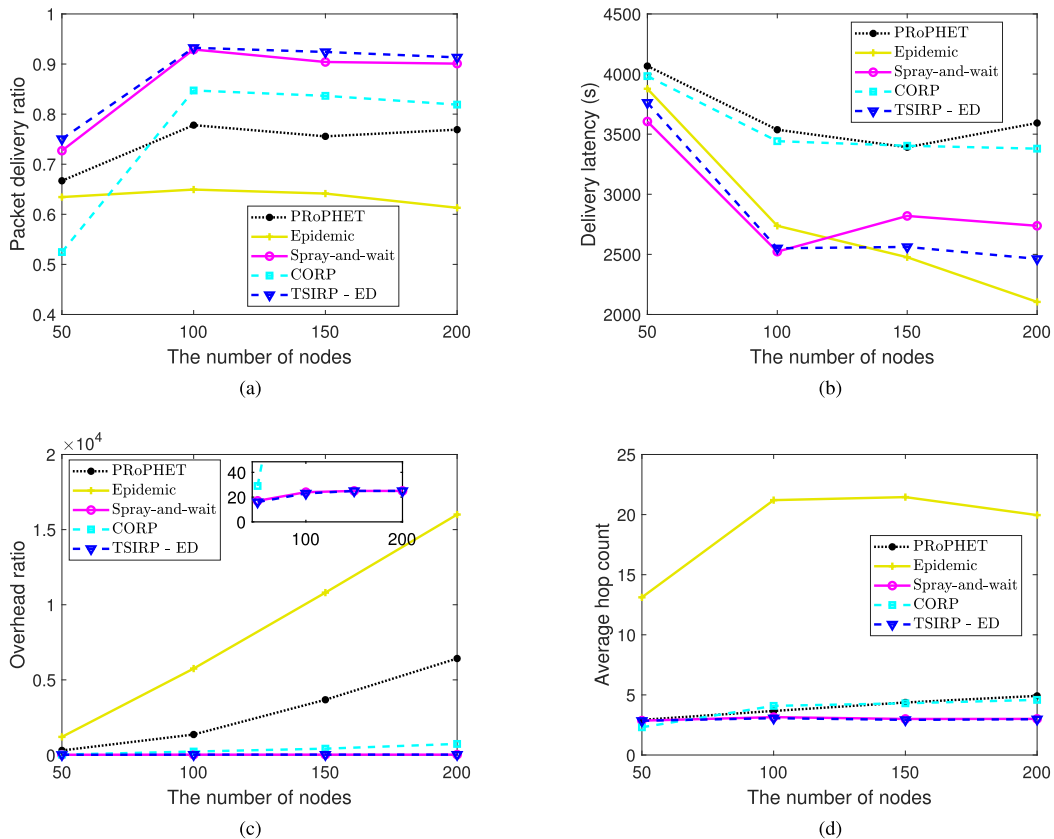 1
0.9
0.8
0.7
0.6
0.5
0.4
Packet delivery ratio
PRoPHET
Epidemic
Spray-and-wait
CORP
TSIRP - ED
50 100 150 200
The number of nodes
(a)
4500
4000
3500
3000
2500
2000
Delivery latency (s)
PRoPHET
Epidemic
Spray-and-wait
CORP
TSIRP - ED
50 100 150 200
The number of nodes
(b)
×10⁴
2
1.5
1
0.5
0
Overhead ratio
PRoPHET
Epidemic
Spray-and-wait
CORP
TSIRP - ED
40
20
0
100 200
50 100 150 200
The number of nodes
(c)
25
20
15
10
5
0
Average hop count
PRoPHET
Epidemic
Spray-and-wait
CORP
TSIRP - ED
50 100 150 200
The number of nodes
(d)